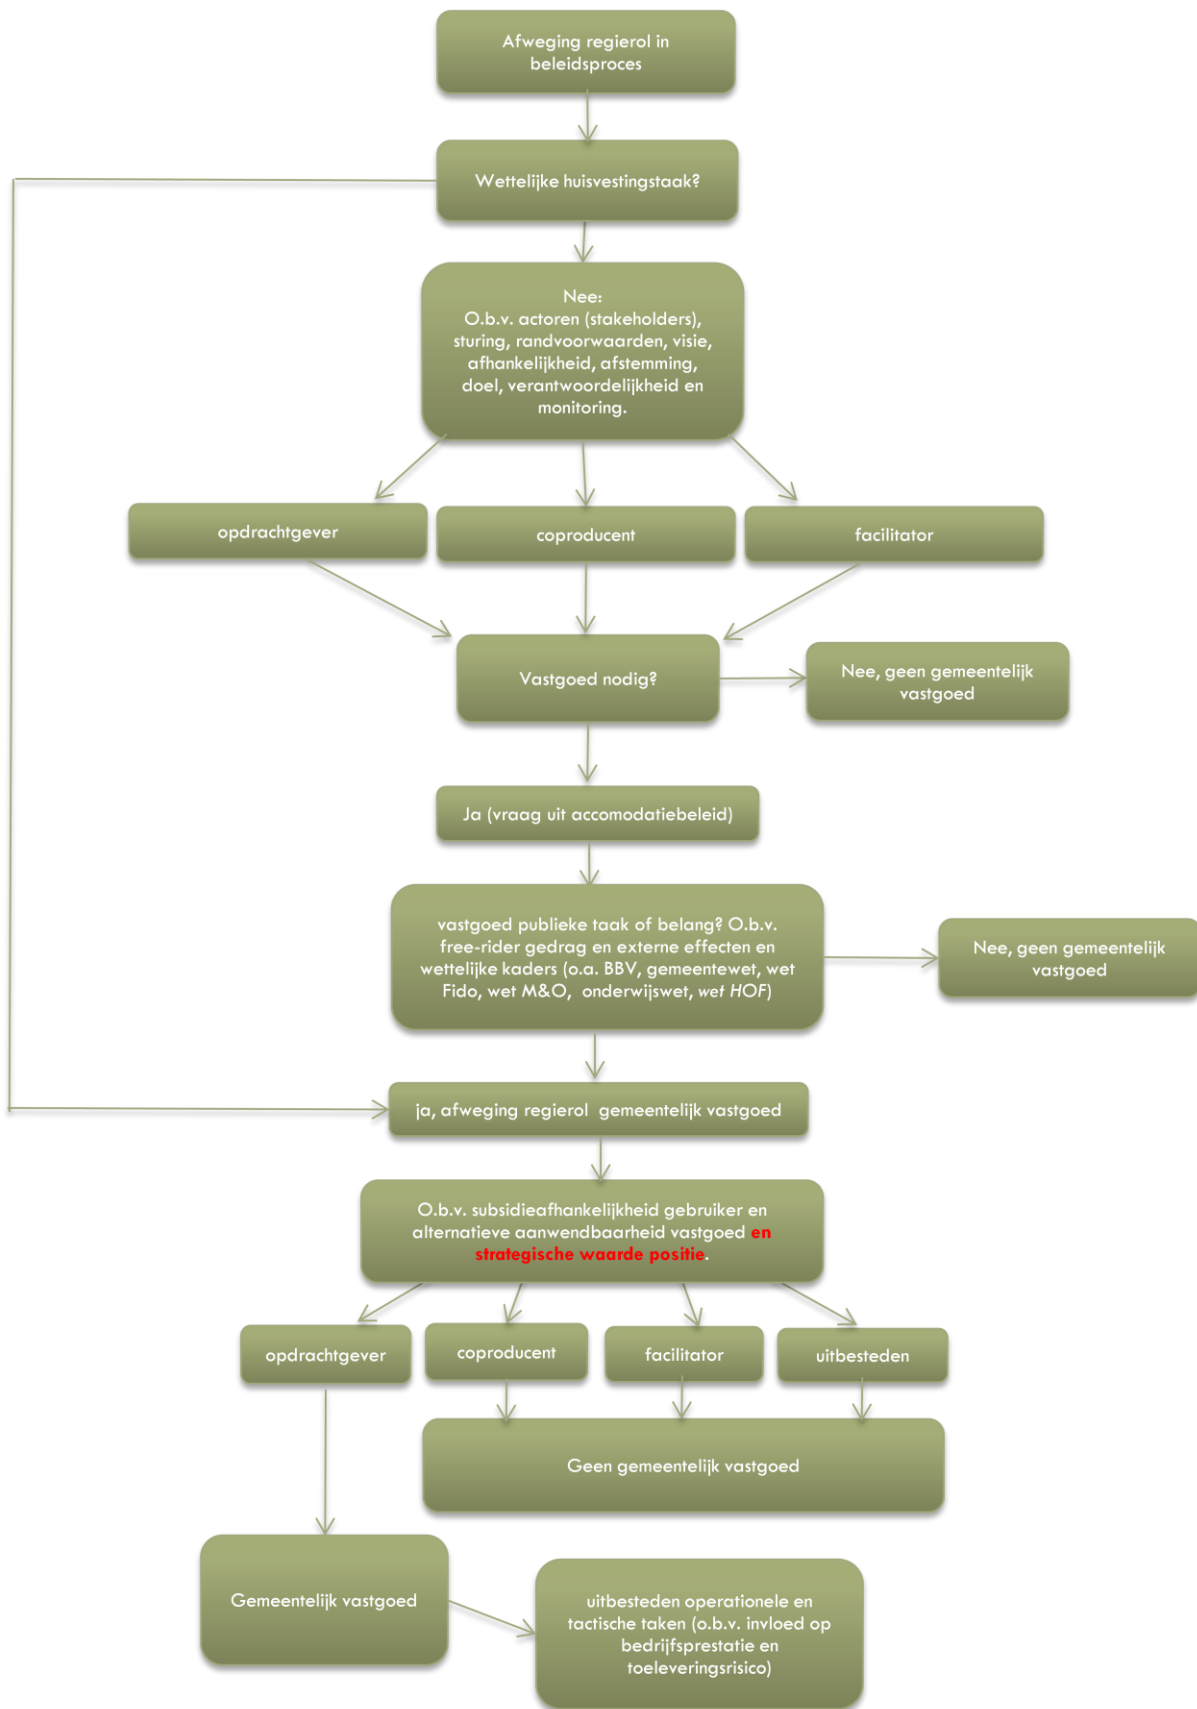 Afweging regierol in
beleidsproces
Wettelijke huisvestingstaak?
Nee:
O.b.v. actoren (stakeholders),
sturing, randvoorwaarden, visie,
afhankelijkheid, afstemming,
doel, verantwoordelijkheid en
monitoring.
opdrachtgever
coproducent
facilitator
Vastgoed nodig?
Nee, geen gemeentelijk
vastgoed
Ja (vraag uit accomodatiebeleid)
vastgoed publieke taak of belang? O.b.v.
free-rider gedrag en externe effecten en
wettelijke kaders (o.a. BBV, gemeentewet, wet
Fido, wet M&O, onderwijswet, wet HOF)
Nee, geen gemeentelijk
vastgoed
ja, afweging regierol gemeentelijk vastgoed
O.b.v. subsidieafhankelijkheid gebruiker en
alternatieve aanwendbaarheid vastgoed en
strategische waarde positie.
opdrachtgever
coproducent
facilitator
uitbesteden
Geen gemeentelijk vastgoed
Gemeentelijk vastgoed
uitbesteden operationele en
tactische taken (o.b.v. invloed op
bedrijfsprestatie en
toeleveringsrisico)